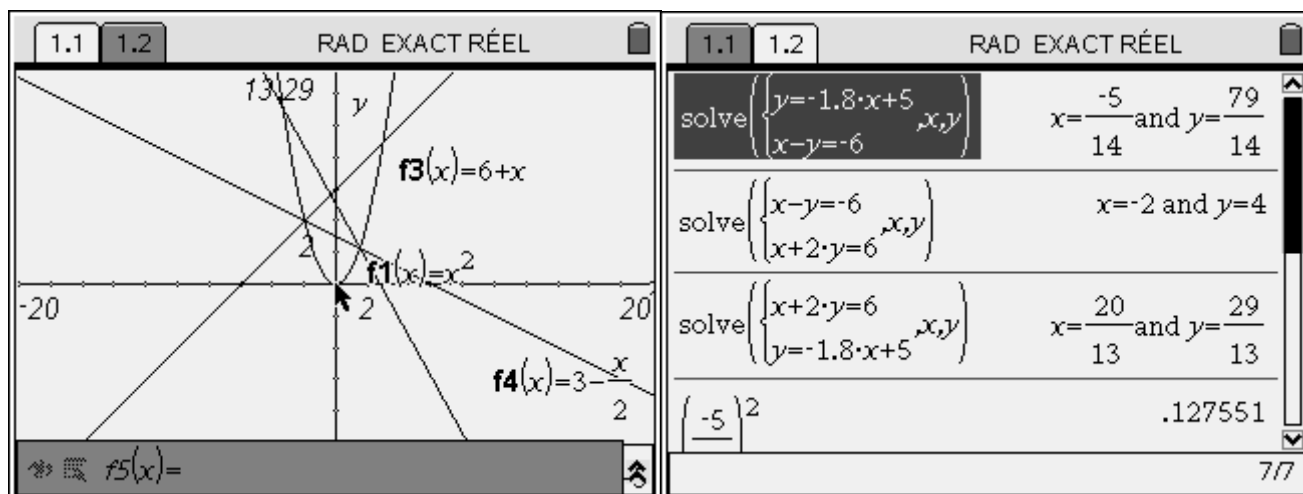 1.1 1.2 RAD EXACT RÉEL
13.29 y
f3(x)=6+x
2
f1(x)=x²
-20 2 20
f4(x)=3-x/2
f5(x)=
1.1 1.2 RAD EXACT RÉEL
solve({y=-1.8·x+5
x-y=-6 ,x,y) x=-5/14 and y=79/14
solve({x-y=-6
x+2·y=6 ,x,y) x=-2 and y=4
solve({x+2·y=6
y=-1.8·x+5 ,x,y) x=20/13 and y=29/13
(-5)² .127551
7/7